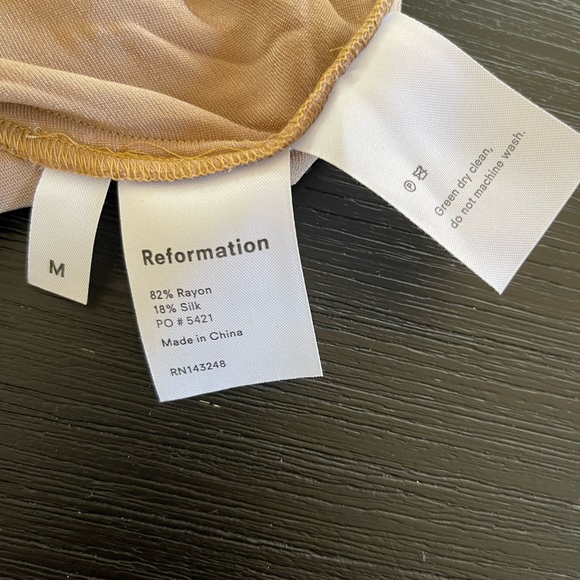 M
Reformation
82% Rayon
18% Silk
PO # 5421
Made in China
RN143248
P
Green dry clean,
do not machine wash.